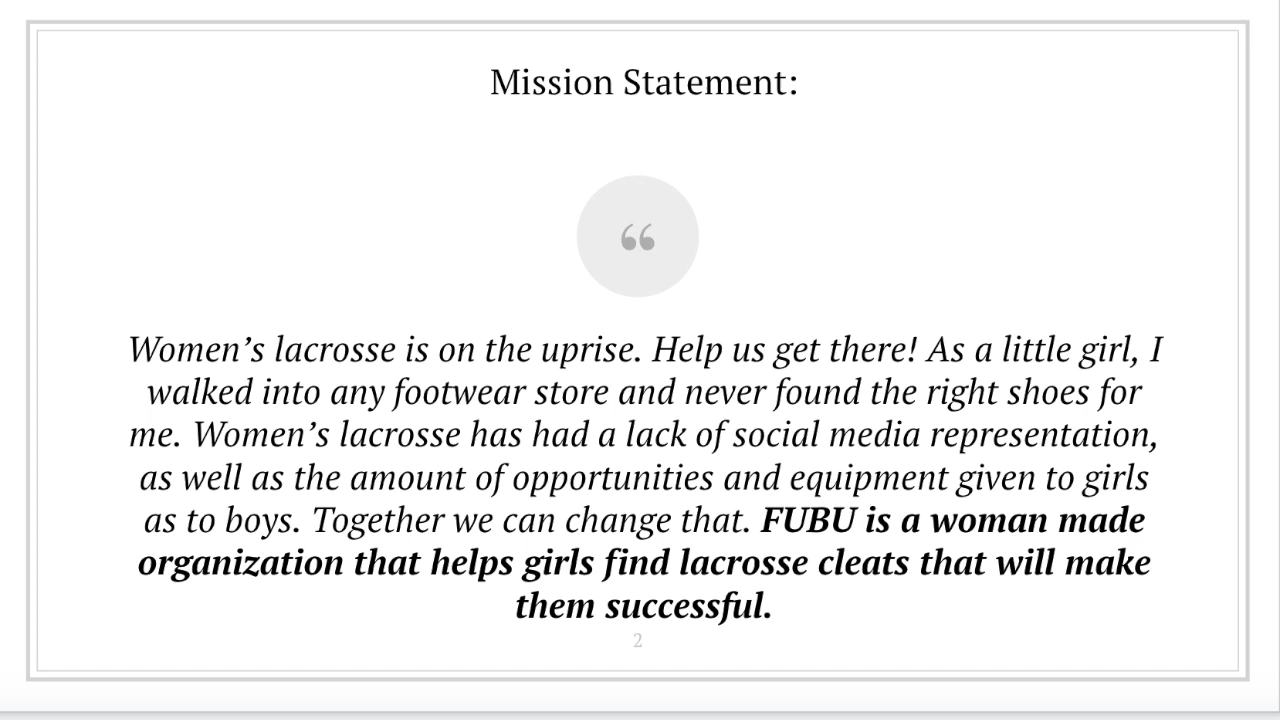 Mission Statement:
“
Women’s lacrosse is on the uprise. Help us get there! As a little girl, I
walked into any footwear store and never found the right shoes for
me. Women’s lacrosse has had a lack of social media representation,
as well as the amount of opportunities and equipment given to girls
as to boys. Together we can change that. FUBU is a woman made
organization that helps girls find lacrosse cleats that will make
them successful.
2